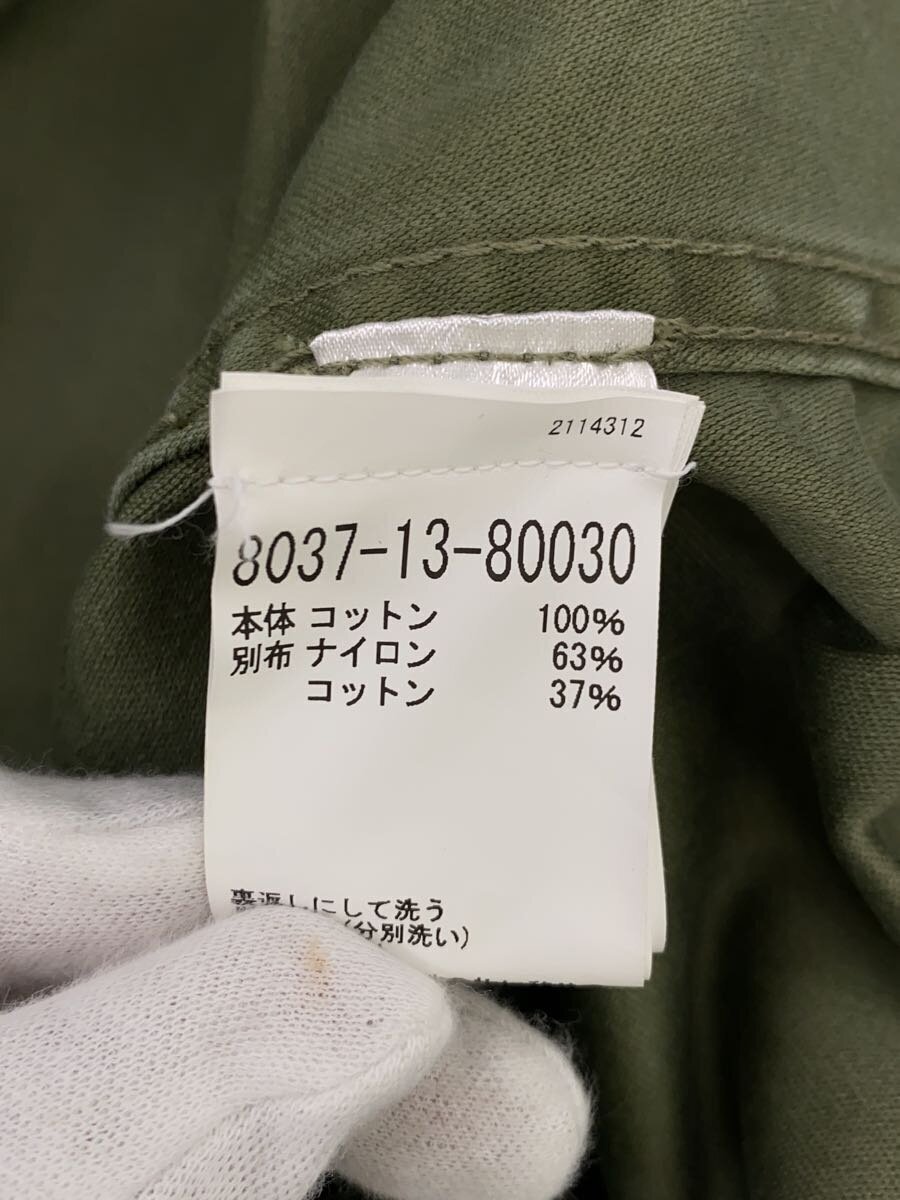 2114312
8037-13-80030
本体 コットン 100%
別布 ナイロン 63%
コットン 37%
裏返しにして洗う
(分別洗い)